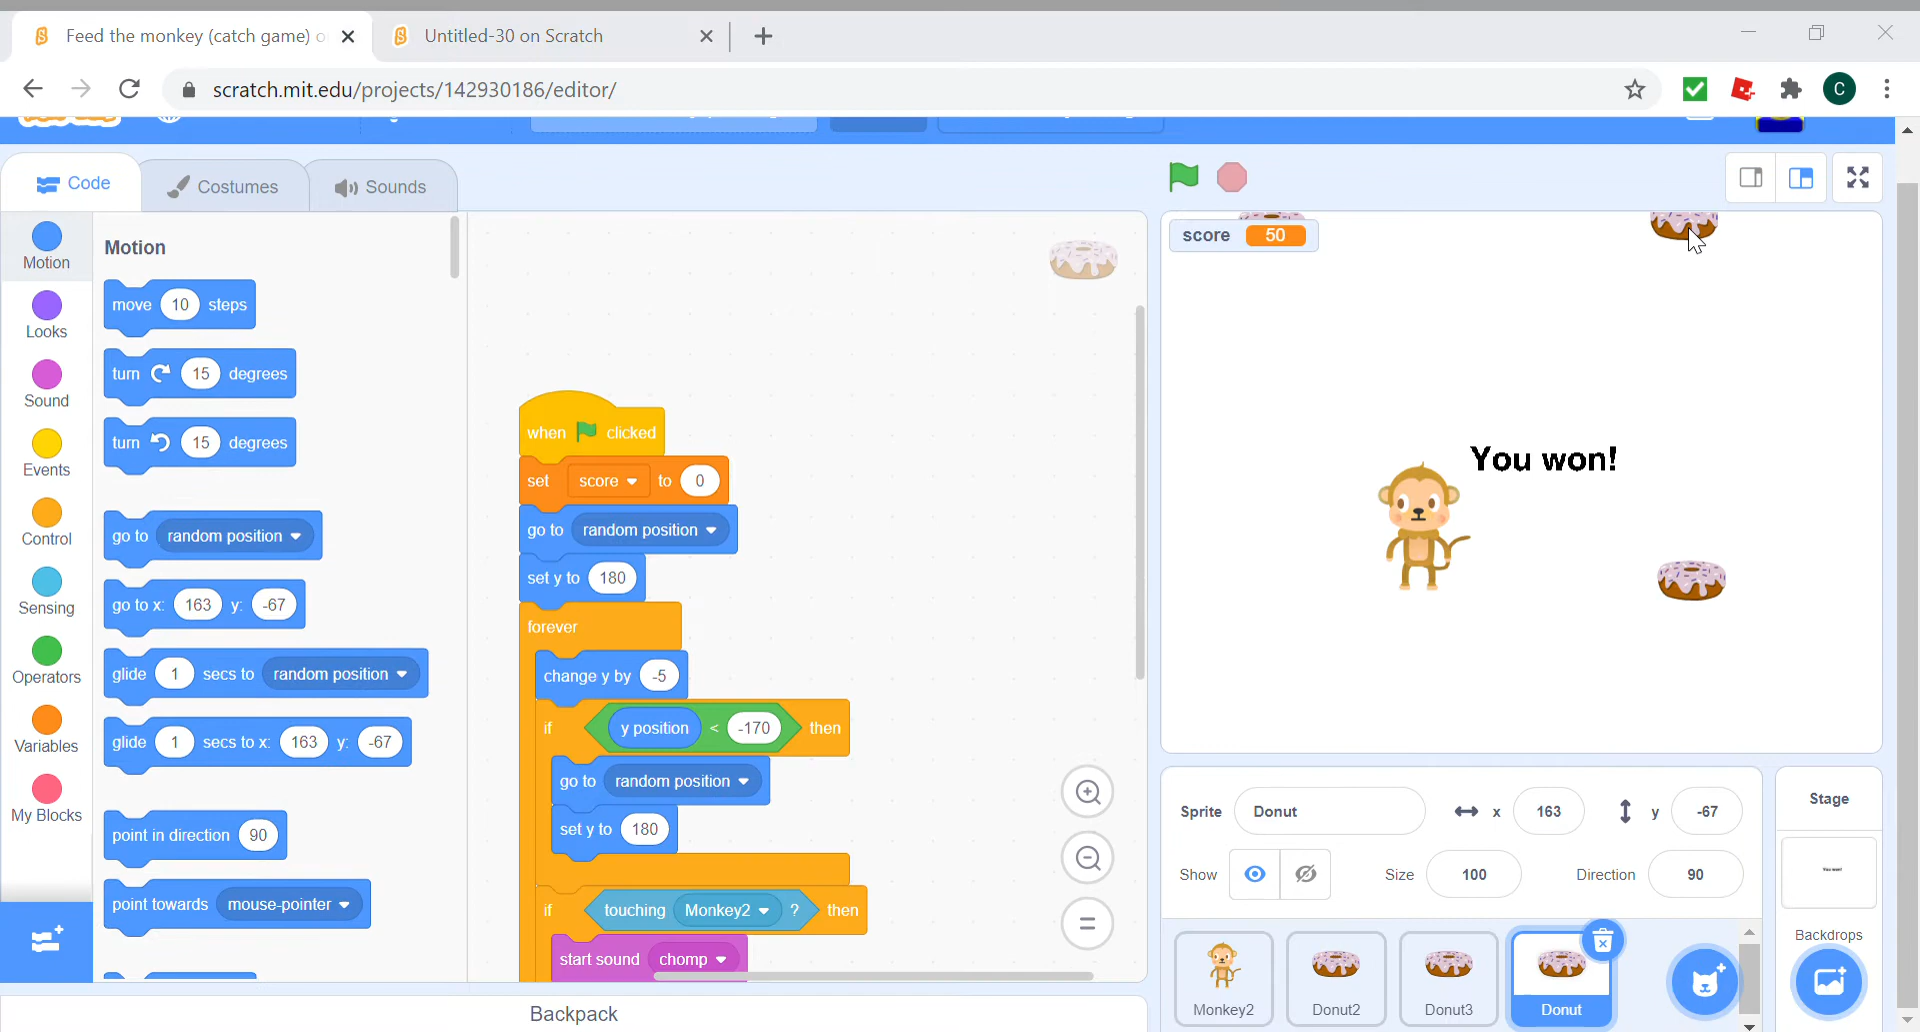 Feed the monkey (catch game) o
Untitled-30 on Scratch
scratch.mit.edu/projects/142930186/editor/
C
Code
Costumes
Sounds
Motion
Looks
Sound
Events
Control
Sensing
Operators
Variables
My Blocks
Motion
move 10 steps
turn 15 degrees
turn 15 degrees
go to random position
go to x: 163 y: -67
glide 1 secs to random position
glide 1 secs to x: 163 y: -67
point in direction 90
point towards mouse-pointer
when clicked
set score to 0
go to random position
set y to 180
forever
change y by -5
if y position < -170 then
go to random position
set y to 180
if touching Monkey2 ? then
start sound chomp
Backpack
score 50
You won!
Sprite Donut x 163 y -67
Show Size 100 Direction 90
Monkey2
Donut2
Donut3
Donut
Stage
You won!
Backdrops